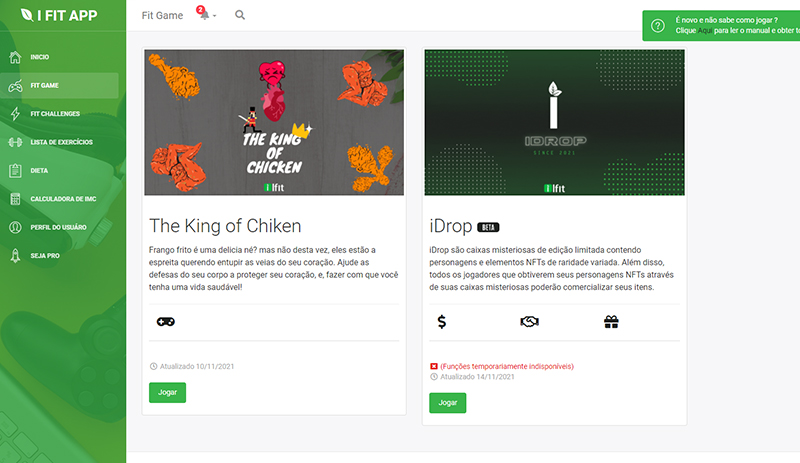 I FIT APP
INICIO
FIT GAME
FIT CHALLENGES
LISTA DE EXERCÍCIOS
DIETA
CALCULADORA DE IMC
PERFIL DO USUÁRIO
SEJA PRO
Fit Game
2
É novo e não sabe como jogar ?
Clique Aqui para ler o manual e obter
THE KING
OF
CHICKEN
i Ifit
The King of Chiken
Frango frito é uma delicia né? mas não desta vez, eles estão a
espreita querendo entupir as veias do seu coração. Ajude as
defesas do seu corpo a proteger seu coração, e, fazer com que você
tenha uma vida saudável!
Atualizado 10/11/2021
Jogar
IDROP
SINCE 2021
i Ifit
iDrop BETA
iDrop são caixas misteriosas de edição limitada contendo
personagens e elementos NFTs de raridade variada. Além disso,
todos os jogadores que obtiverem seus personagens NFTs através
de suas caixas misteriosas poderão comercializar seus itens.
(Funções temporariamente indisponíveis)
Atualizado 14/11/2021
Jogar